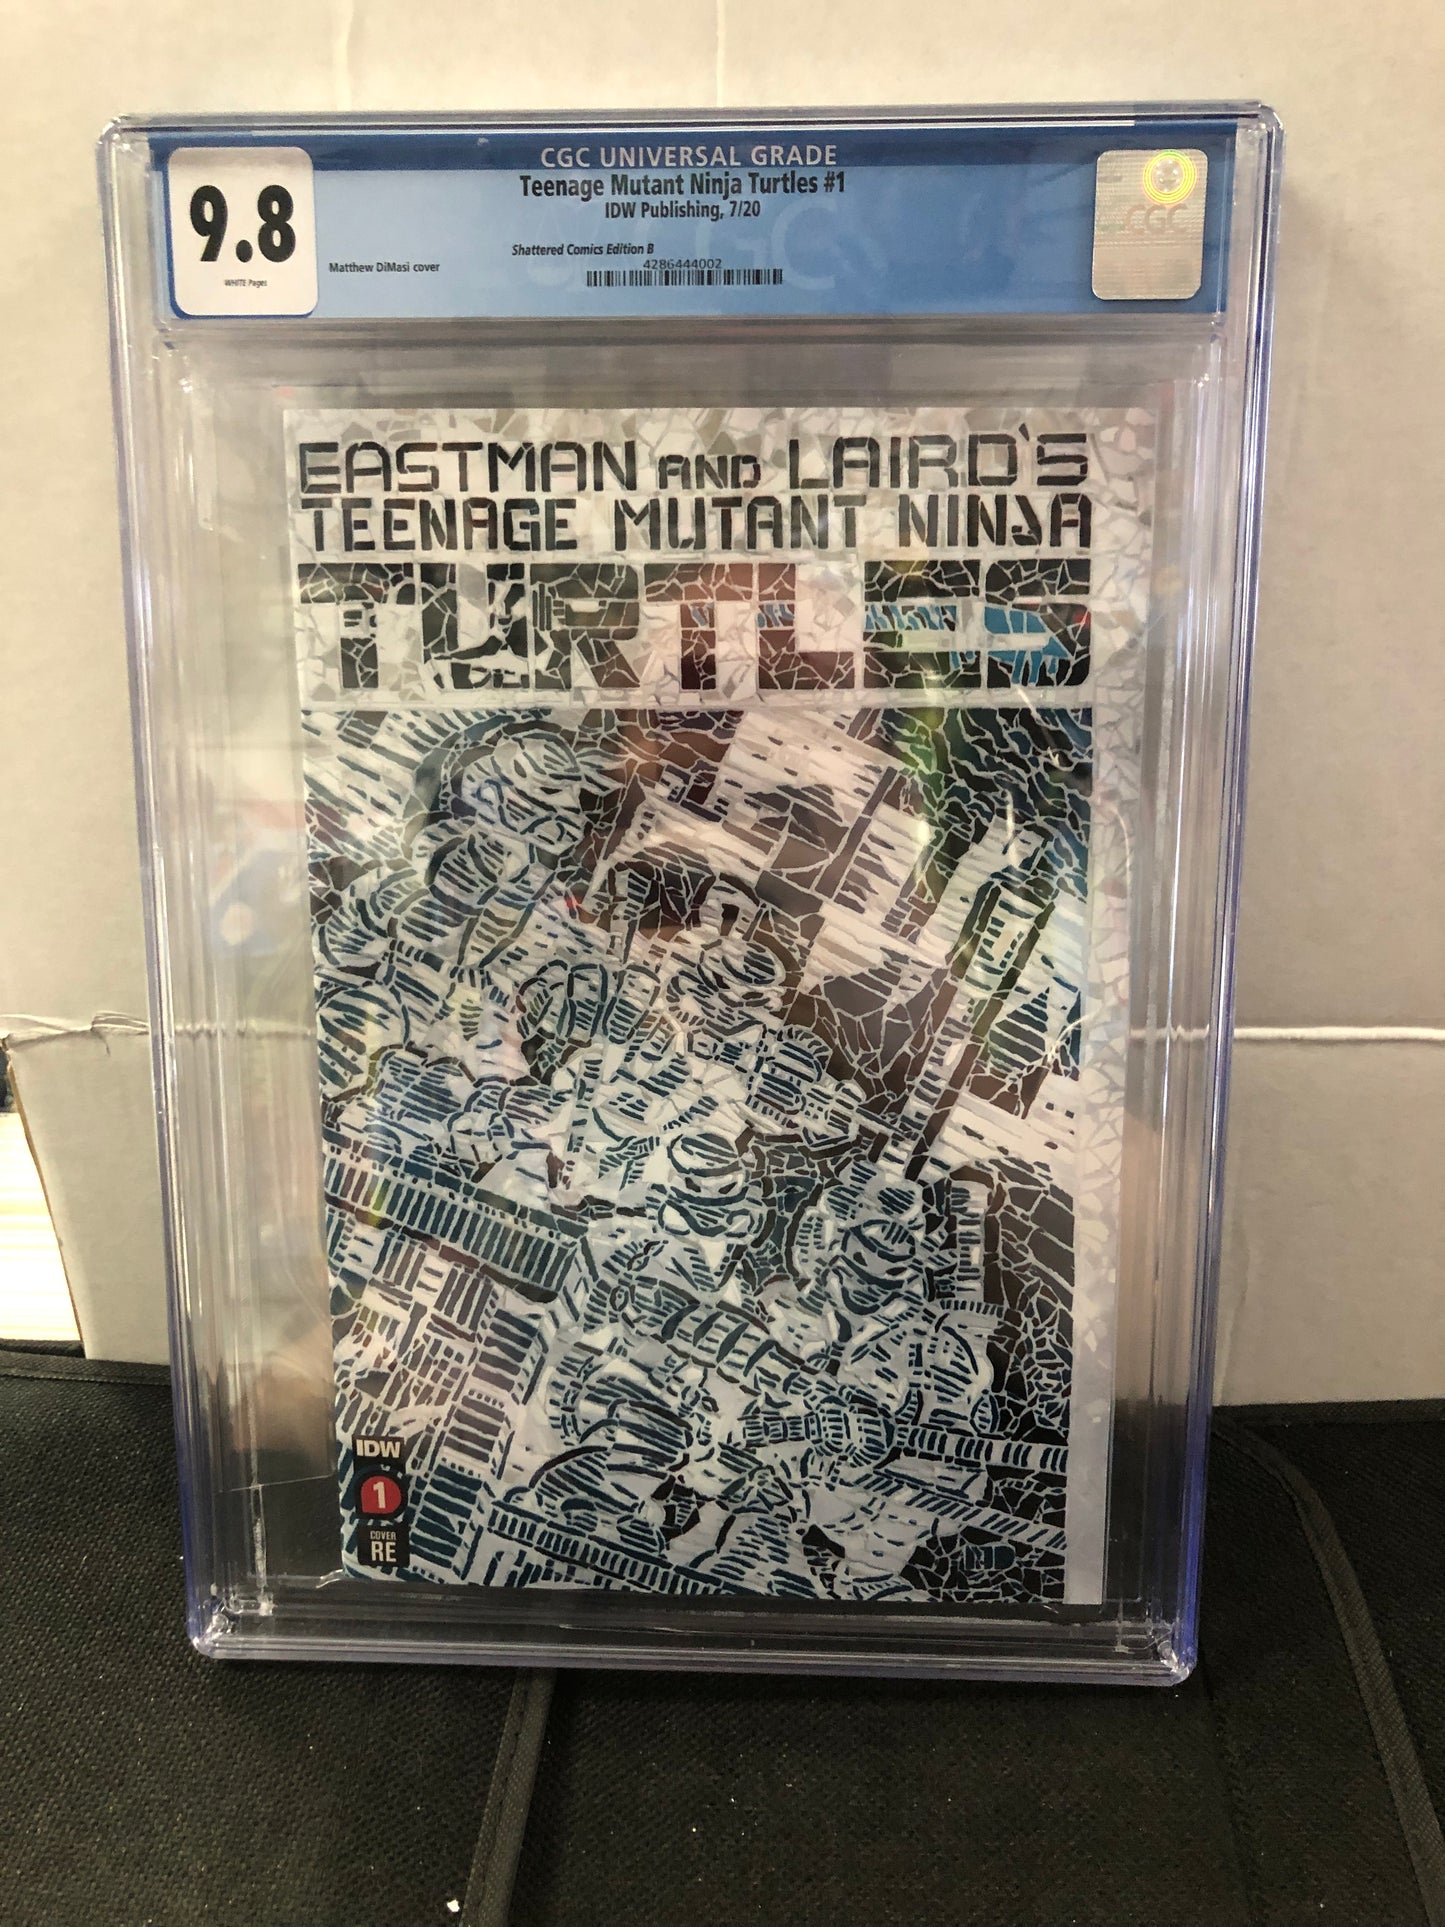 CGC UNIVERSAL GRADE
Teenage Mutant Ninja Turtles #1
IDW Publishing, 7/20
9.8
WHITE Pages
Shattered Comics Edition B
Matthew DiMasi cover
4286444002
CGC
CGC
EASTMAN AND LAIRD'S
TEENAGE MUTANT NINJA
TURTLES
IDW
1
COVER
RE